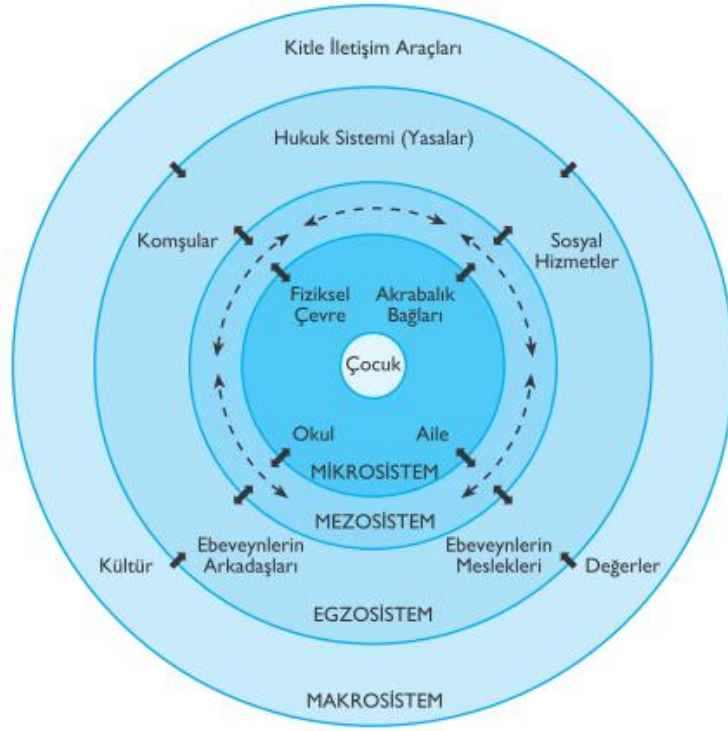 Kitle İletişim Araçları
Hukuk Sistemi (Yasalar)
Komşular
Sosyal
Hizmetler
Fiziksel
Çevre
Akrabalık
Bağları
Çocuk
Okul
Aile
MİKROSİSTEM
MEZOSİSTEM
Kültür
Ebeveynlerin
Arkadaşları
Ebeveynlerin
Meslekleri
Değerler
EGZOSİSTEM
MAKROSİSTEM